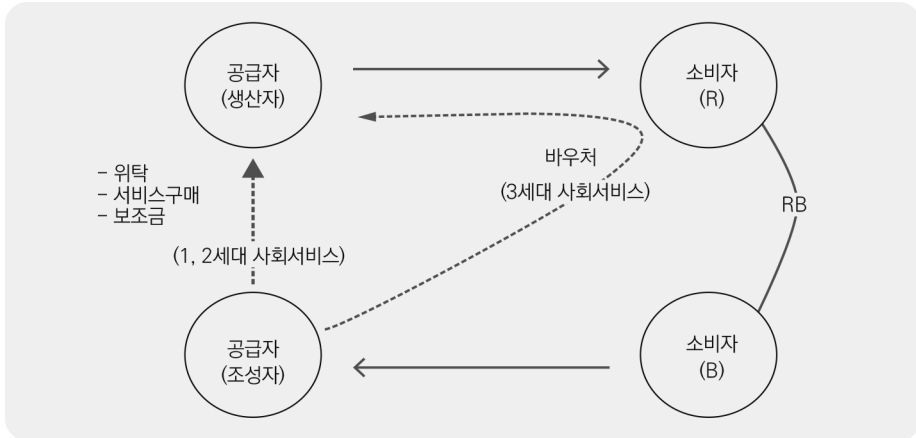 공급자
(생산자)
소비자
(R)
바우처
(3세대 사회서비스)
- 위탁
- 서비스구매
- 보조금
RB
(1, 2세대 사회서비스)
공급자
(조성자)
소비자
(B)